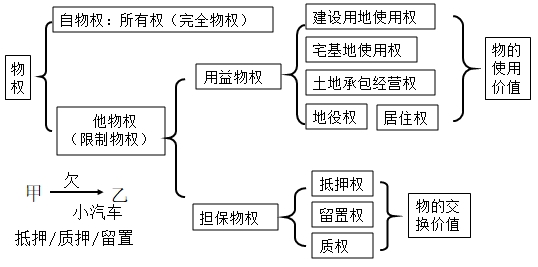 物权
自物权：所有权（完全物权）
他物权
（限制物权）
用益物权
建设用地使用权
宅基地使用权
土地承包经营权
地役权
居住权
物的使用价值
担保物权
抵押权
留置权
质权
物的交换价值
甲 欠 乙
小汽车
抵押/质押/留置